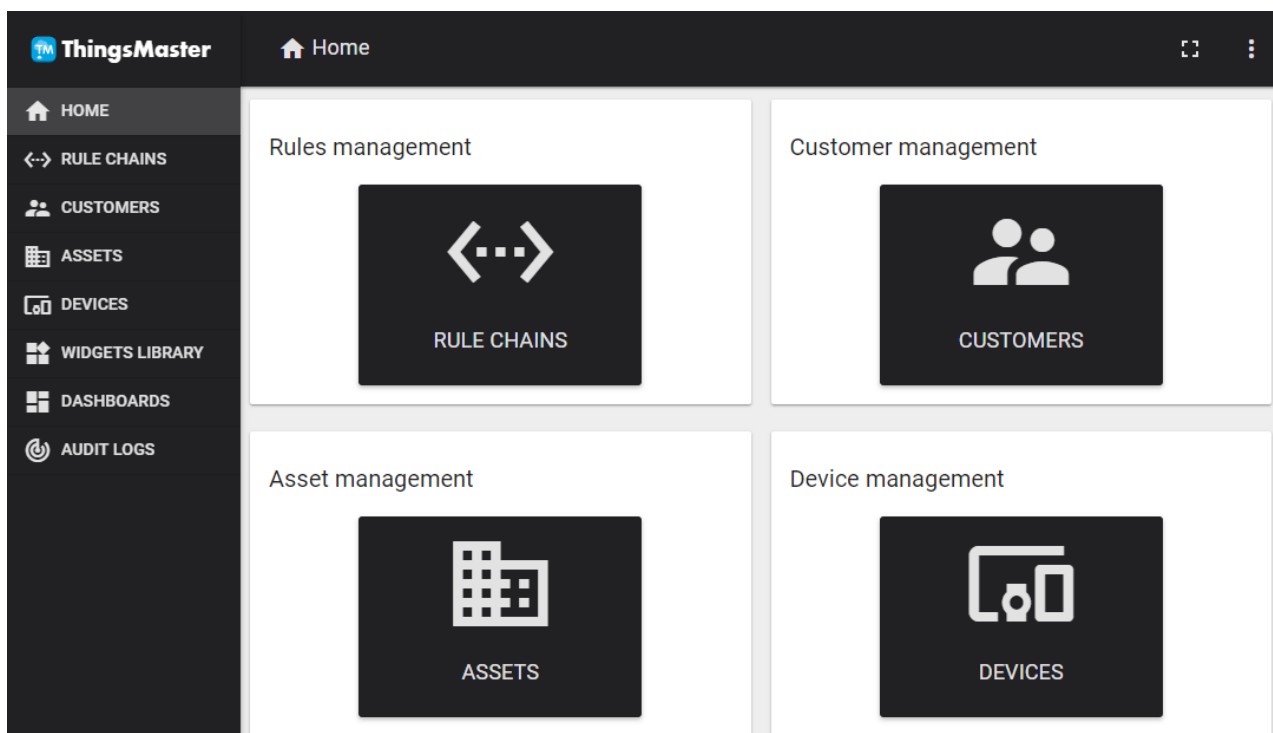 TM ThingsMaster
Home
HOME
RULE CHAINS
CUSTOMERS
ASSETS
DEVICES
WIDGETS LIBRARY
DASHBOARDS
AUDIT LOGS
Rules management
RULE CHAINS
Customer management
CUSTOMERS
Asset management
ASSETS
Device management
DEVICES